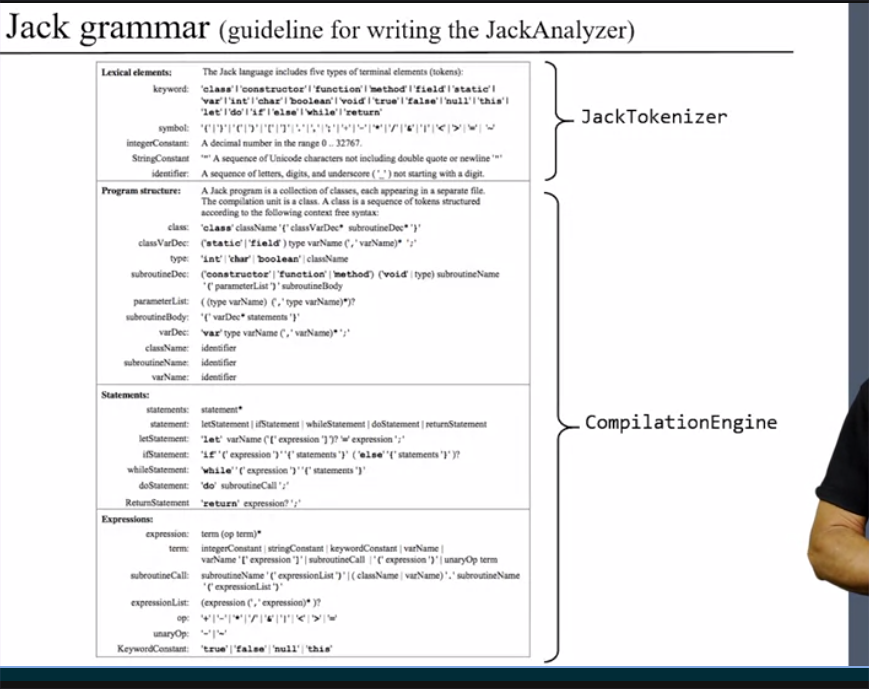 Jack grammar (guideline for writing the JackAnalyzer)
Lexical elements: The Jack language includes five types of terminal elements (tokens):
keyword: 'class'|'constructor'|'function'|'method'|'field'|'static'|
'var'|'int'|'char'|'boolean'|'void'|'true'|'false'|'null'|'this'|
'let'|'do'|'if'|'else'|'while'|'return'
symbol: '{'|'}'|'('|')'|'['|']'|'.'|','|';'|'+'|'-'|'*'|'/'|'&'|'|'|'<'|'>'|'='|'~'
integerConstant: A decimal number in the range 0 .. 32767.
StringConstant '"' A sequence of Unicode characters not including double quote or newline '"'
identifier: A sequence of letters, digits, and underscore ( '_' ) not starting with a digit.
JackTokenizer
Program structure: A Jack program is a collection of classes, each appearing in a separate file.
The compilation unit is a class. A class is a sequence of tokens structured
according to the following context free syntax:
class: 'class' className '{' classVarDec* subroutineDec* '}'
classVarDec: ('static' | 'field' ) type varName (',' varName)* ';'
type: 'int' | 'char' | 'boolean' | className
subroutineDec: ('constructor' | 'function' | 'method') ('void' | type) subroutineName
'(' parameterList ')' subroutineBody
parameterList: ( (type varName) (',' type varName)*)?
subroutineBody: '{' varDec* statements '}'
varDec: 'var' type varName (',' varName)* ';'
className: identifier
subroutineName: identifier
varName: identifier
Statements:
statements: statement*
statement: letStatement | ifStatement | whileStatement | doStatement | returnStatement
letStatement: 'let' varName ('[' expression ']')? '=' expression ';'
ifStatement: 'if' '(' expression ')' '{' statements '}' ( 'else' '{' statements '}' )?
whileStatement: 'while' '(' expression ')' '{' statements '}'
doStatement: 'do' subroutineCall ';'
ReturnStatement 'return' expression? ';'
Expressions:
expression: term (op term)*
term: integerConstant | stringConstant | keywordConstant | varName |
varName '[' expression ']' | subroutineCall | '(' expression ')' | unaryOp term
subroutineCall: subroutineName '(' expressionList ')' | ( className | varName) '.' subroutineName
'(' expressionList ')'
expressionList: (expression (',' expression)* )?
op: '+'|'-'|'*'|'/'|'&'|'|'|'<'|'>'|'='
unaryOp: '-'|'~'
KeywordConstant: 'true'|'false'|'null'|'this'
CompilationEngine